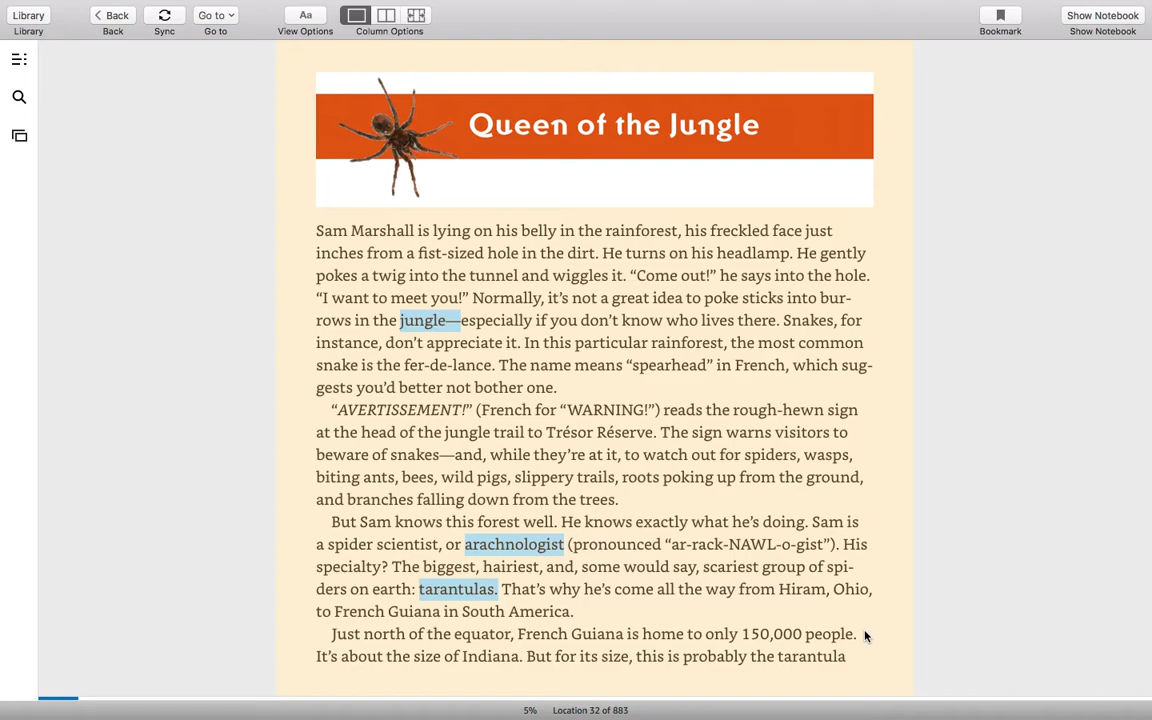 Library
Back
Go to
Aa
Show Notebook
Library
Back
Sync
Go to
View Options
Column Options
Bookmark
Show Notebook
Queen of the Jungle
Sam Marshall is lying on his belly in the rainforest, his freckled face just
inches from a fist-sized hole in the dirt. He turns on his headlamp. He gently
pokes a twig into the tunnel and wiggles it. “Come out!” he says into the hole.
“I want to meet you!” Normally, it’s not a great idea to poke sticks into bur-
rows in the jungle—especially if you don’t know who lives there. Snakes, for
instance, don’t appreciate it. In this particular rainforest, the most common
snake is the fer-de-lance. The name means “spearhead” in French, which sug-
gests you’d better not bother one.
“AVERTISSEMENT!” (French for “WARNING!”) reads the rough-hewn sign
at the head of the jungle trail to Trésor Réserve. The sign warns visitors to
beware of snakes—and, while they’re at it, to watch out for spiders, wasps,
biting ants, bees, wild pigs, slippery trails, roots poking up from the ground,
and branches falling down from the trees.
But Sam knows this forest well. He knows exactly what he’s doing. Sam is
a spider scientist, or arachnologist (pronounced “ar-rack-NAWL-o-gist”). His
specialty? The biggest, hairiest, and, some would say, scariest group of spi-
ders on earth: tarantulas. That’s why he’s come all the way from Hiram, Ohio,
to French Guiana in South America.
Just north of the equator, French Guiana is home to only 150,000 people.
It’s about the size of Indiana. But for its size, this is probably the tarantula
5%
Location 32 of 883